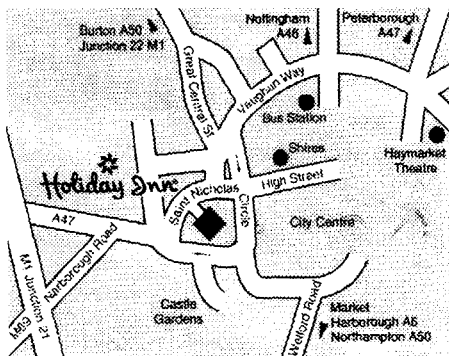 Burton A50
Junction 22 M1
Nottingham
A46
Peterborough
A47
Great Central St
Vaughan Way
Bus Station
Shires
Haymarket
Theatre
Holiday Inn
Saint Nicholas
Circle
High Street
City Centre
A47
Narborough Road
M1 Junction 21
M69
Castle
Gardens
Welford Road
Market
Harborough A6
Northampton A50